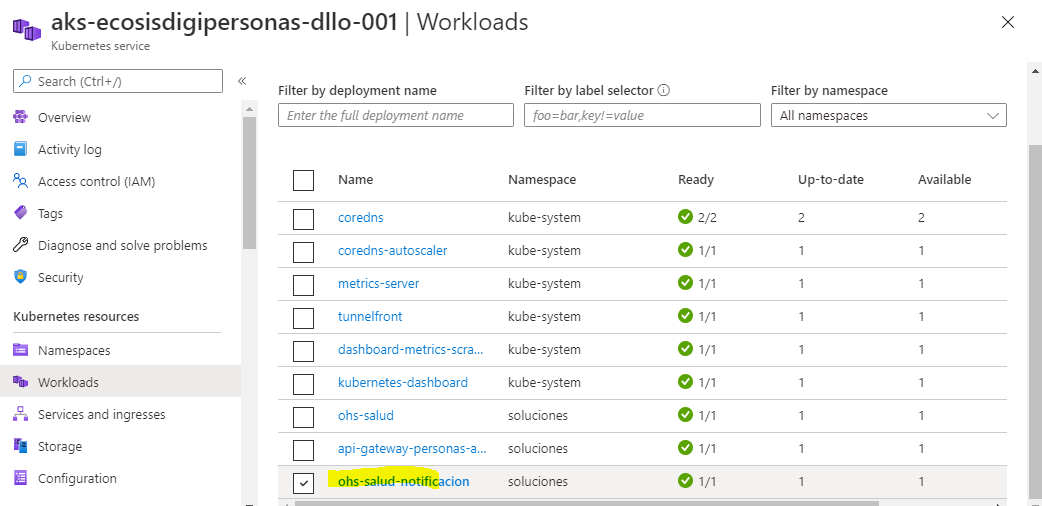 aks-ecosisdigipersonas-dllo-001 | Workloads
Kubernetes service
Search (Ctrl+/)
«
Overview
Activity log
Access control (IAM)
Tags
Diagnose and solve problems
Security
Kubernetes resources
Namespaces
Workloads
Services and ingresses
Storage
Configuration
Filter by deployment name
Filter by label selector
Filter by namespace
Enter the full deployment name
foo=bar,key!=value
All namespaces
Name Namespace Ready Up-to-date Available
coredns kube-system 2/2 2 2
coredns-autoscaler kube-system 1/1 1 1
metrics-server kube-system 1/1 1 1
tunnelfront kube-system 1/1 1 1
dashboard-metrics-scra... kube-system 1/1 1 1
kubernetes-dashboard kube-system 1/1 1 1
ohs-salud soluciones 1/1 1 1
api-gateway-personas-a... soluciones 1/1 1 1
ohs-salud-notificacion soluciones 1/1 1 1